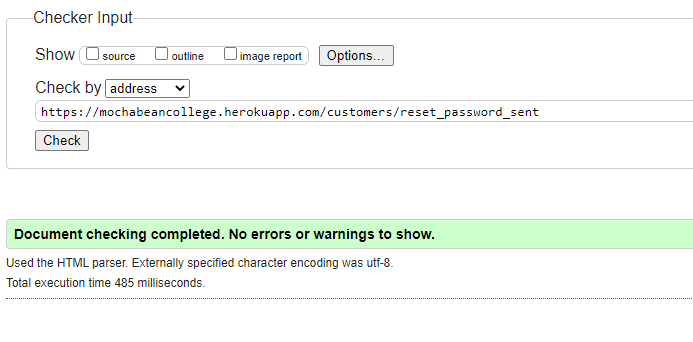 Checker Input
Show source outline image report Options...
Check by address
https://mochabeancollege.herokuapp.com/customers/reset_password_sent
Check
Document checking completed. No errors or warnings to show.
Used the HTML parser. Externally specified character encoding was utf-8.
Total execution time 485 milliseconds.